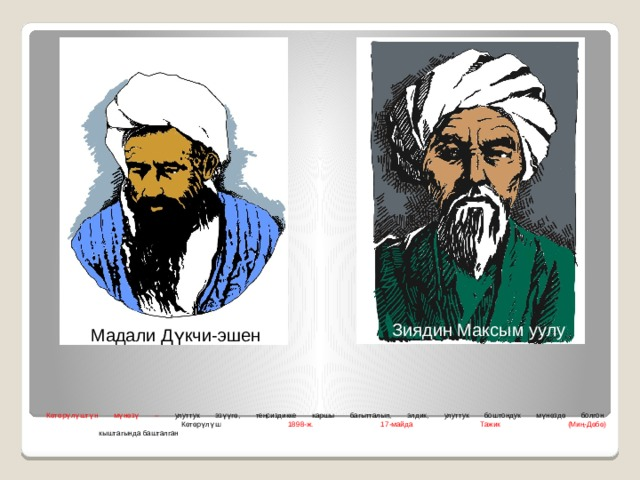 Мадали Дүкчи-эшен
Зиядин Максым уулу
Көтөрүлүштүн мүнөзү – улуттук эзүүгө, теңсиздикке каршы багытталып, элдик, улуттук боштондук мүнөздө болгон.
Көтөрүлүш 1898-ж. 17-майда Тажик (Миң-Дөбө)
кыштагында башталган